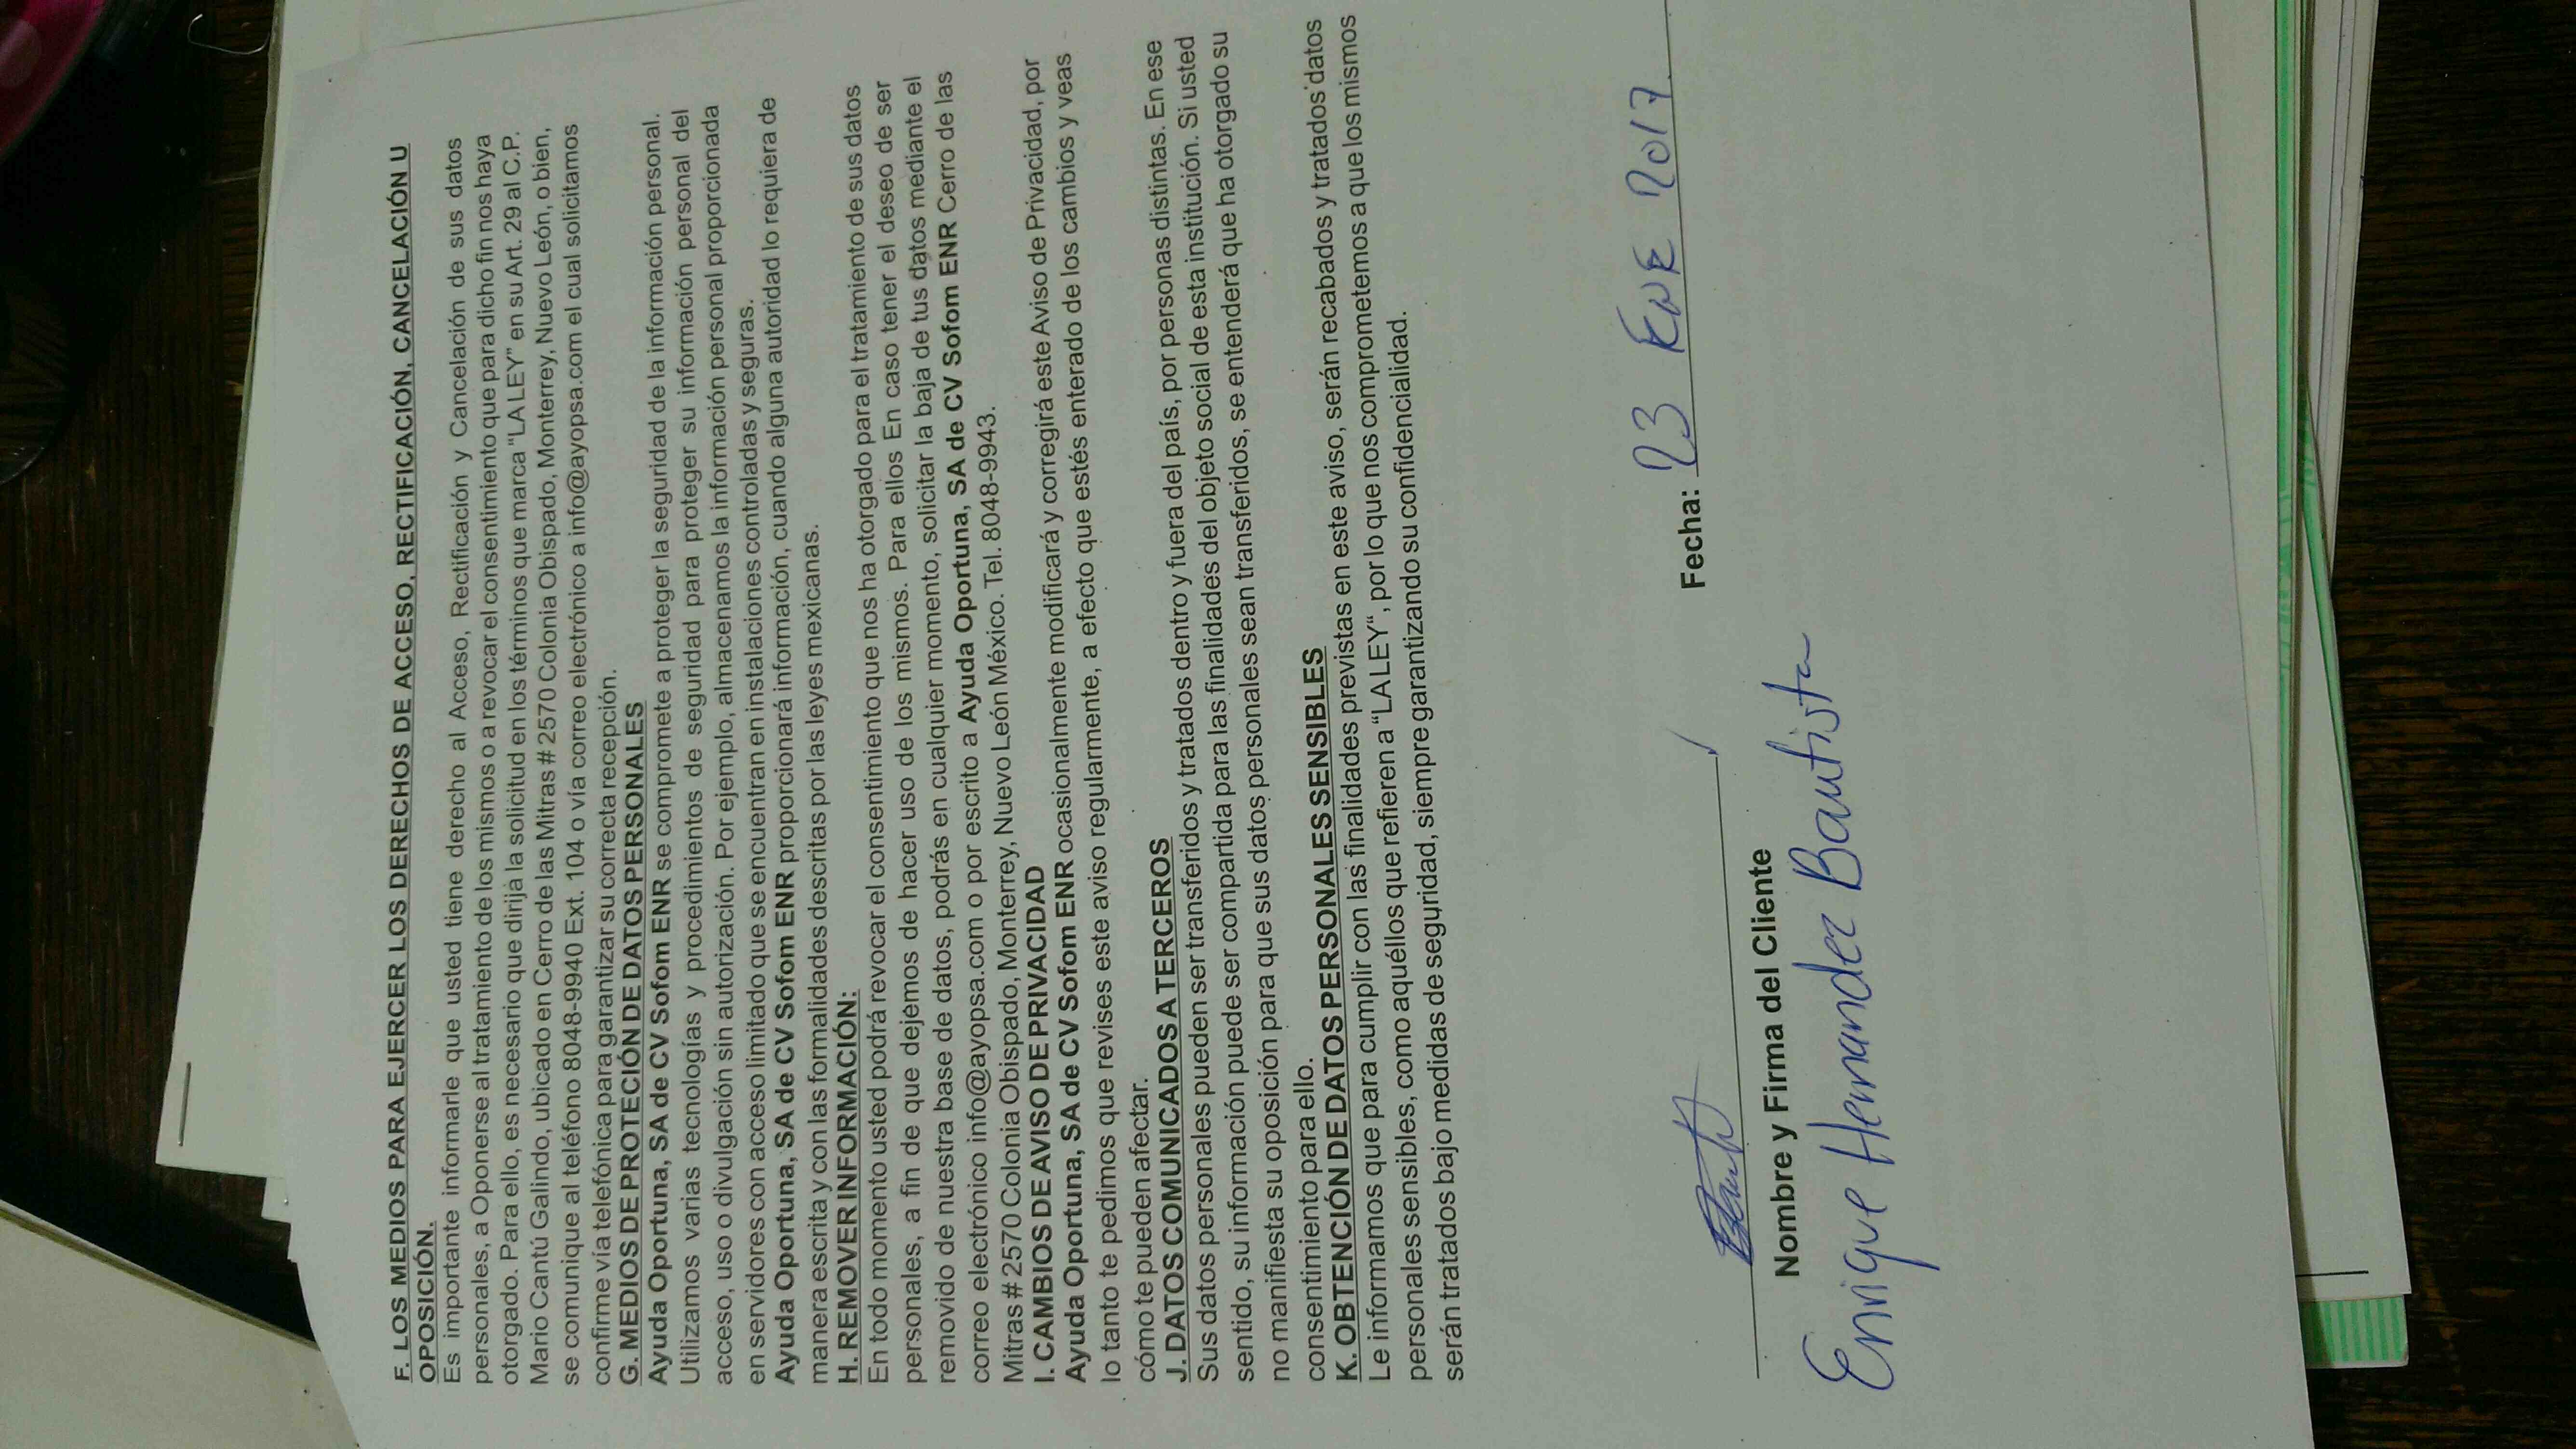 F. LOS MEDIOS PARA EJERCER LOS DERECHOS DE ACCESO, RECTIFICACIÓN, CANCELACIÓN U
OPOSICIÓN.
Es importante informarle que usted tiene derecho al Acceso, Rectificación y Cancelación de sus datos
personales, a Oponerse al tratamiento de los mismos o a revocar el consentimiento que para dicho fin nos haya
otorgado. Para ello, es necesario que dirija la solicitud en los términos que marca “LA LEY” en su Art. 29 al C.P.
Mario Cantú Galindo, ubicado en Cerro de las Mitras # 2570 Colonia Obispado, Monterrey, Nuevo León, o bien,
se comunique al teléfono 8048-9940 Ext. 104 o vía correo electrónico a info@ayopsa.com el cual solicitamos
confirme vía telefónica para garantizar su correcta recepción.
G. MEDIOS DE PROTECIÓN DE DATOS PERSONALES
Ayuda Oportuna, SA de CV Sofom ENR se compromete a proteger la seguridad de la información personal.
Utilizamos varias tecnologías y procedimientos de seguridad para proteger su información personal del
acceso, uso o divulgación sin autorización. Por ejemplo, almacenamos la información personal proporcionada
en servidores con acceso limitado que se encuentran en instalaciones controladas y seguras.
Ayuda Oportuna, SA de CV Sofom ENR proporcionará información, cuando alguna autoridad lo requiera de
manera escrita y con las formalidades descritas por las leyes mexicanas.
H. REMOVER INFORMACIÓN:
En todo momento usted podrá revocar el consentimiento que nos ha otorgado para el tratamiento de sus datos
personales, a fin de que dejemos de hacer uso de los mismos. Para ellos En caso tener el deseo de ser
removido de nuestra base de datos, podrás en cualquier momento, solicitar la baja de tus datos mediante el
correo electrónico info@ayopsa.com o por escrito a Ayuda Oportuna, SA de CV Sofom ENR Cerro de las
Mitras # 2570 Colonia Obispado, Monterrey, Nuevo León México. Tel. 8048-9943.
I. CAMBIOS DE AVISO DE PRIVACIDAD
Ayuda Oportuna, SA de CV Sofom ENR ocasionalmente modificará y corregirá este Aviso de Privacidad, por
lo tanto te pedimos que revises este aviso regularmente, a efecto que estés enterado de los cambios y veas
cómo te pueden afectar.
J. DATOS COMUNICADOS A TERCEROS
Sus datos personales pueden ser transferidos y tratados dentro y fuera del país, por personas distintas. En ese
sentido, su información puede ser compartida para las finalidades del objeto social de esta institución. Si usted
no manifiesta su oposición para que sus datos personales sean transferidos, se entenderá que ha otorgado su
consentimiento para ello.
K. OBTENCIÓN DE DATOS PERSONALES SENSIBLES
Le informamos que para cumplir con las finalidades previstas en este aviso, serán recabados y tratados datos
personales sensibles, como aquéllos que refieren a “LA LEY“, por lo que nos comprometemos a que los mismos
serán tratados bajo medidas de seguridad, siempre garantizando su confidencialidad.
Fecha: 23 ENE 2017
Nombre y Firma del Cliente
Enrique Hernandez Bautista